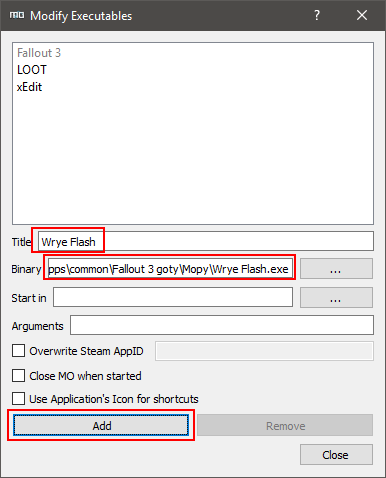 Modify Executables
Fallout 3
LOOT
xEdit
Title Wrye Flash
Binary pps\common\Fallout 3 goty\Mopy\Wrye Flash.exe ...
Start in ...
Arguments
Overwrite Steam AppID
Close MO when started
Use Application's Icon for shortcuts
Add Remove
Close